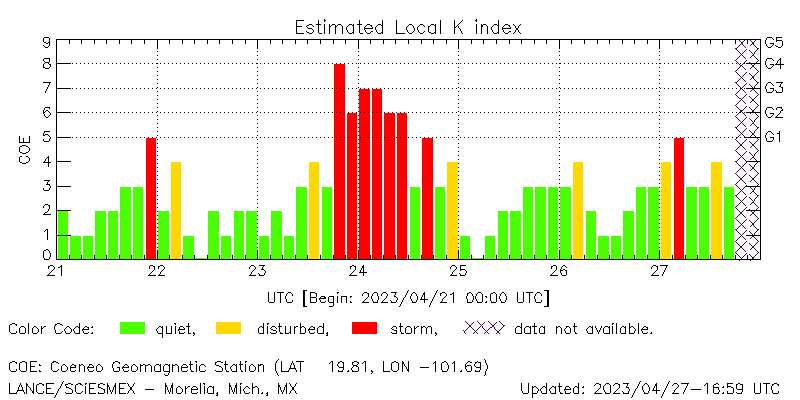 Estimated Local K index
9
8
7
6
5
4
3
2
1
0
COE
G5
G4
G3
G2
G1
21 22 23 24 25 26 27
UTC [Begin: 2023/04/21 00:00 UTC]
Color Code: quiet, disturbed, storm, data not available.
COE: Coeneo Geomagnetic Station (LAT 19.81, LON -101.69)
LANCE/SCiESMEX - Morelia, Mich., MX Updated: 2023/04/27-16:59 UTC